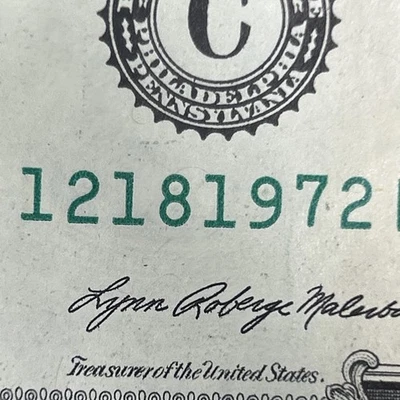 C
PHILADELPHIA
PENNSYLVANIA
12181972
Lynn Roberge
Treasurer of the United States.